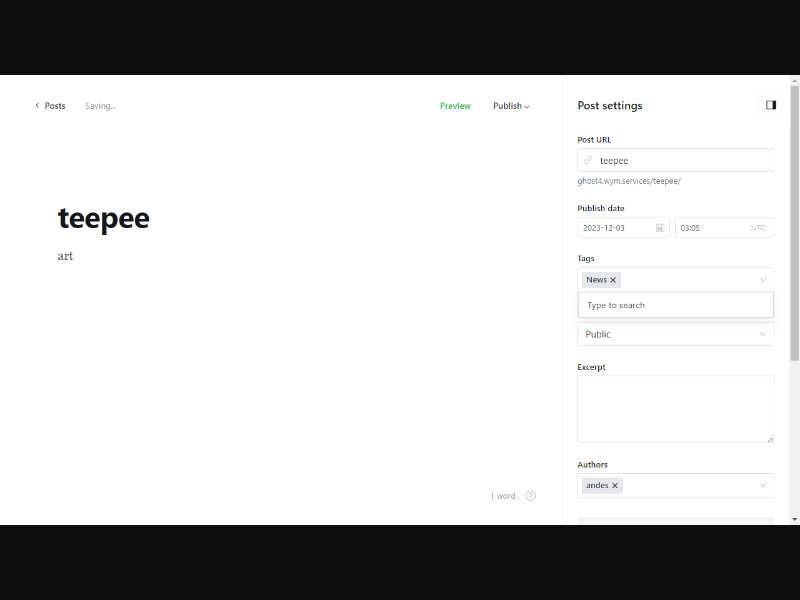 Posts
Saving...
Preview
Publish
Post settings
Post URL
teepee
ghost4.wym.services/teepee/
Publish date
2023-12-03
03:05
(UTC)
Tags
News ×
Type to search
Public
Excerpt
Authors
andes ×
teepee
art
1 word
?